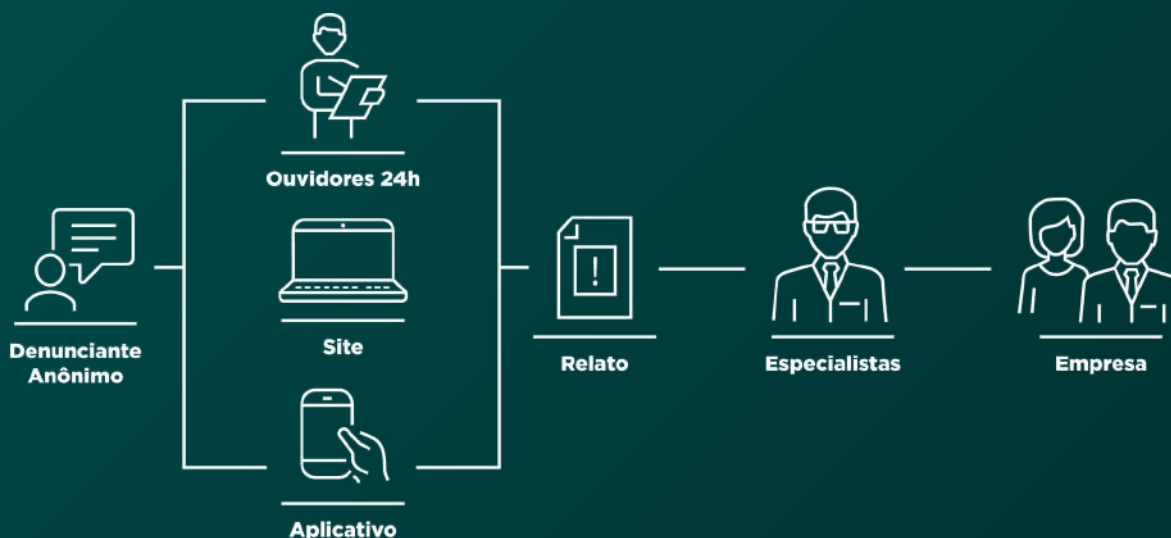 Ouvidores 24h
Denunciante
Anônimo
Site
Aplicativo
!
Relato
Especialistas
Empresa